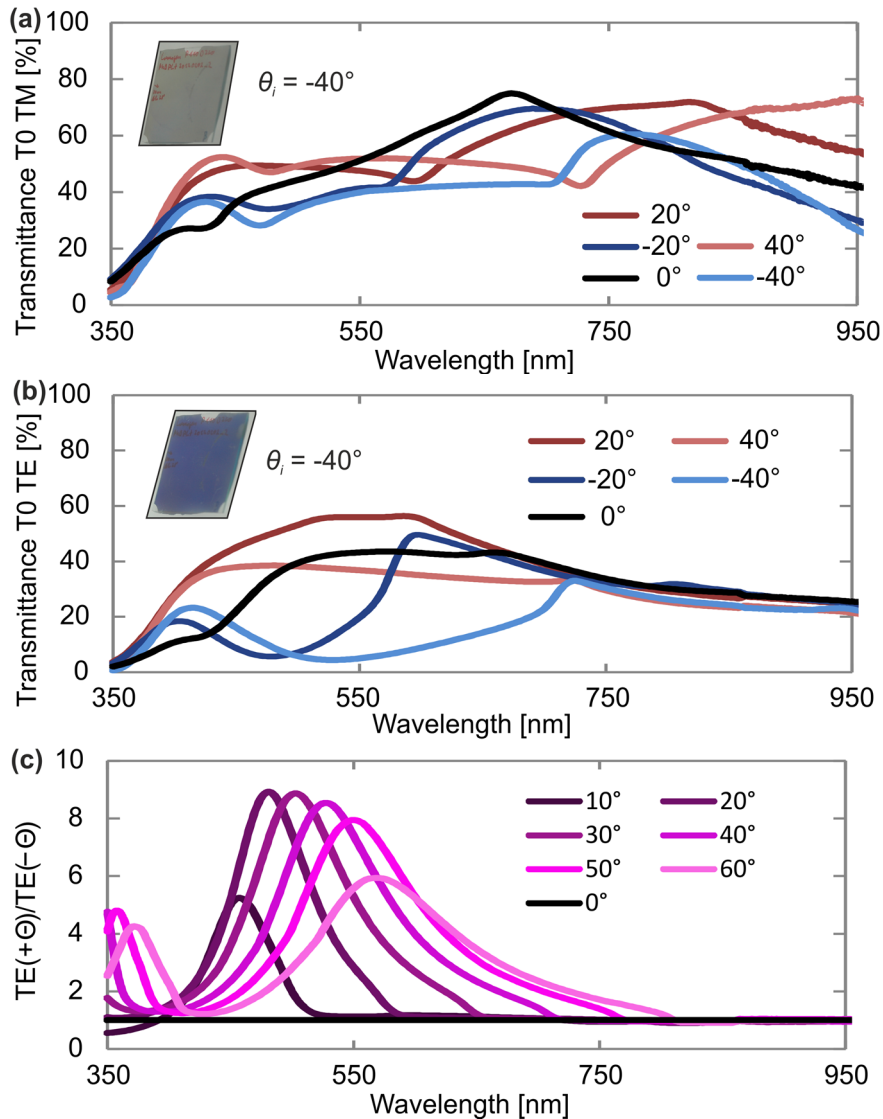 (a)
Transmittance T0 TM [%]
100
80
60
40
20
0
θi = -40°
20°
-20° 40°
0° -40°
350 550 750 950
Wavelength [nm]
(b)
Transmittance T0 TE [%]
100
80
60
40
20
0
θi = -40°
20° 40°
-20° -40°
0°
350 550 750 950
Wavelength [nm]
(c)
TE(+Θ)/TE(−Θ)
10
8
6
4
2
1
0
10° 20°
30° 40°
50° 60°
0°
350 550 750 950